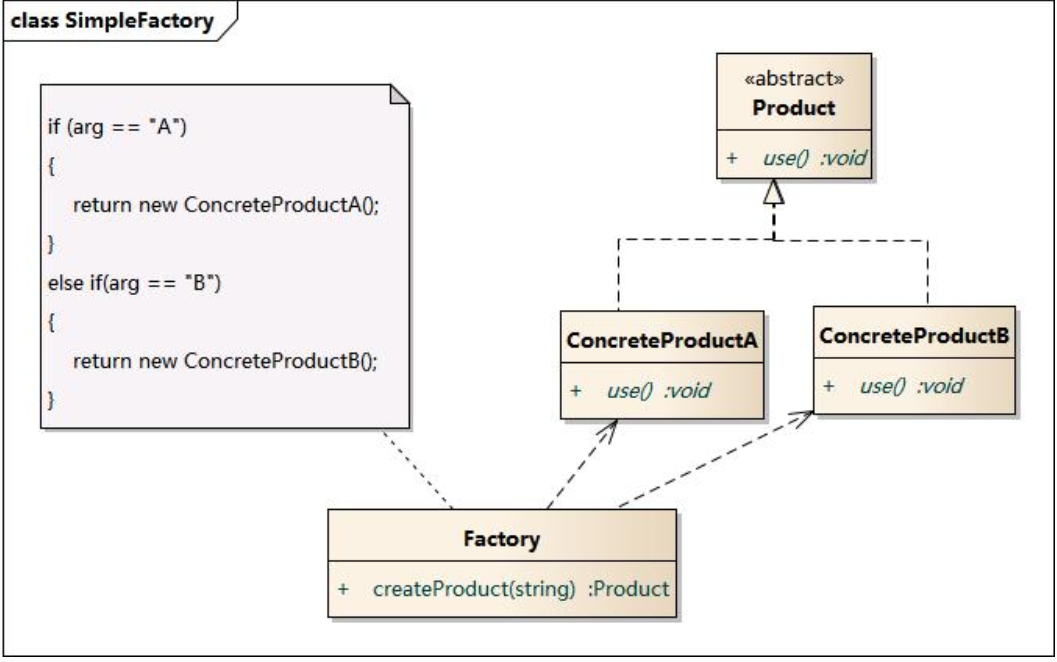 class SimpleFactory
if (arg == "A")
{
return new ConcreteProductA();
}
else if(arg == "B")
{
return new ConcreteProductB();
}
«abstract»
Product
+ use() :void
ConcreteProductA
+ use() :void
ConcreteProductB
+ use() :void
Factory
+ createProduct(string) :Product